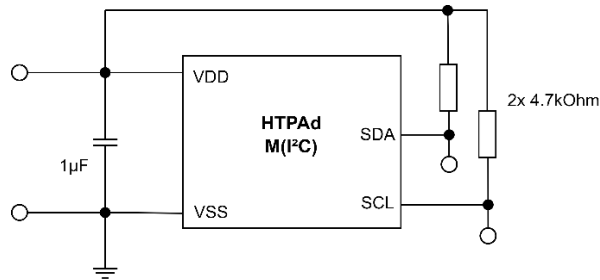 VDD
HTPAd
M(I²C)
SDA
2x 4.7kOhm
1µF
VSS
SCL